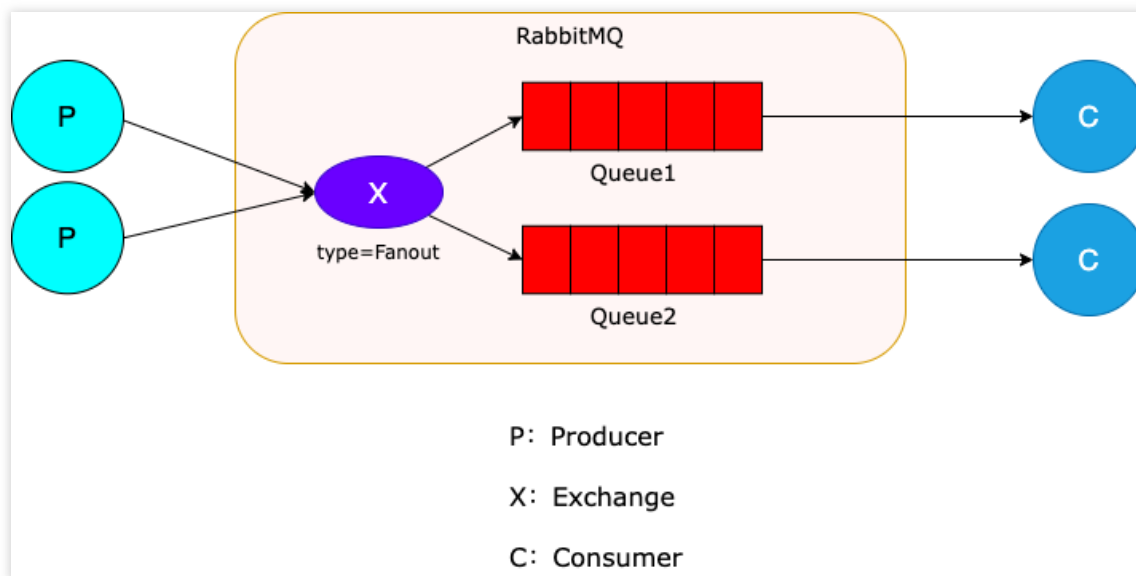 RabbitMQ
P
X
type=Fanout
Queue1
C
P
Queue2
C
P: Producer
X: Exchange
C: Consumer